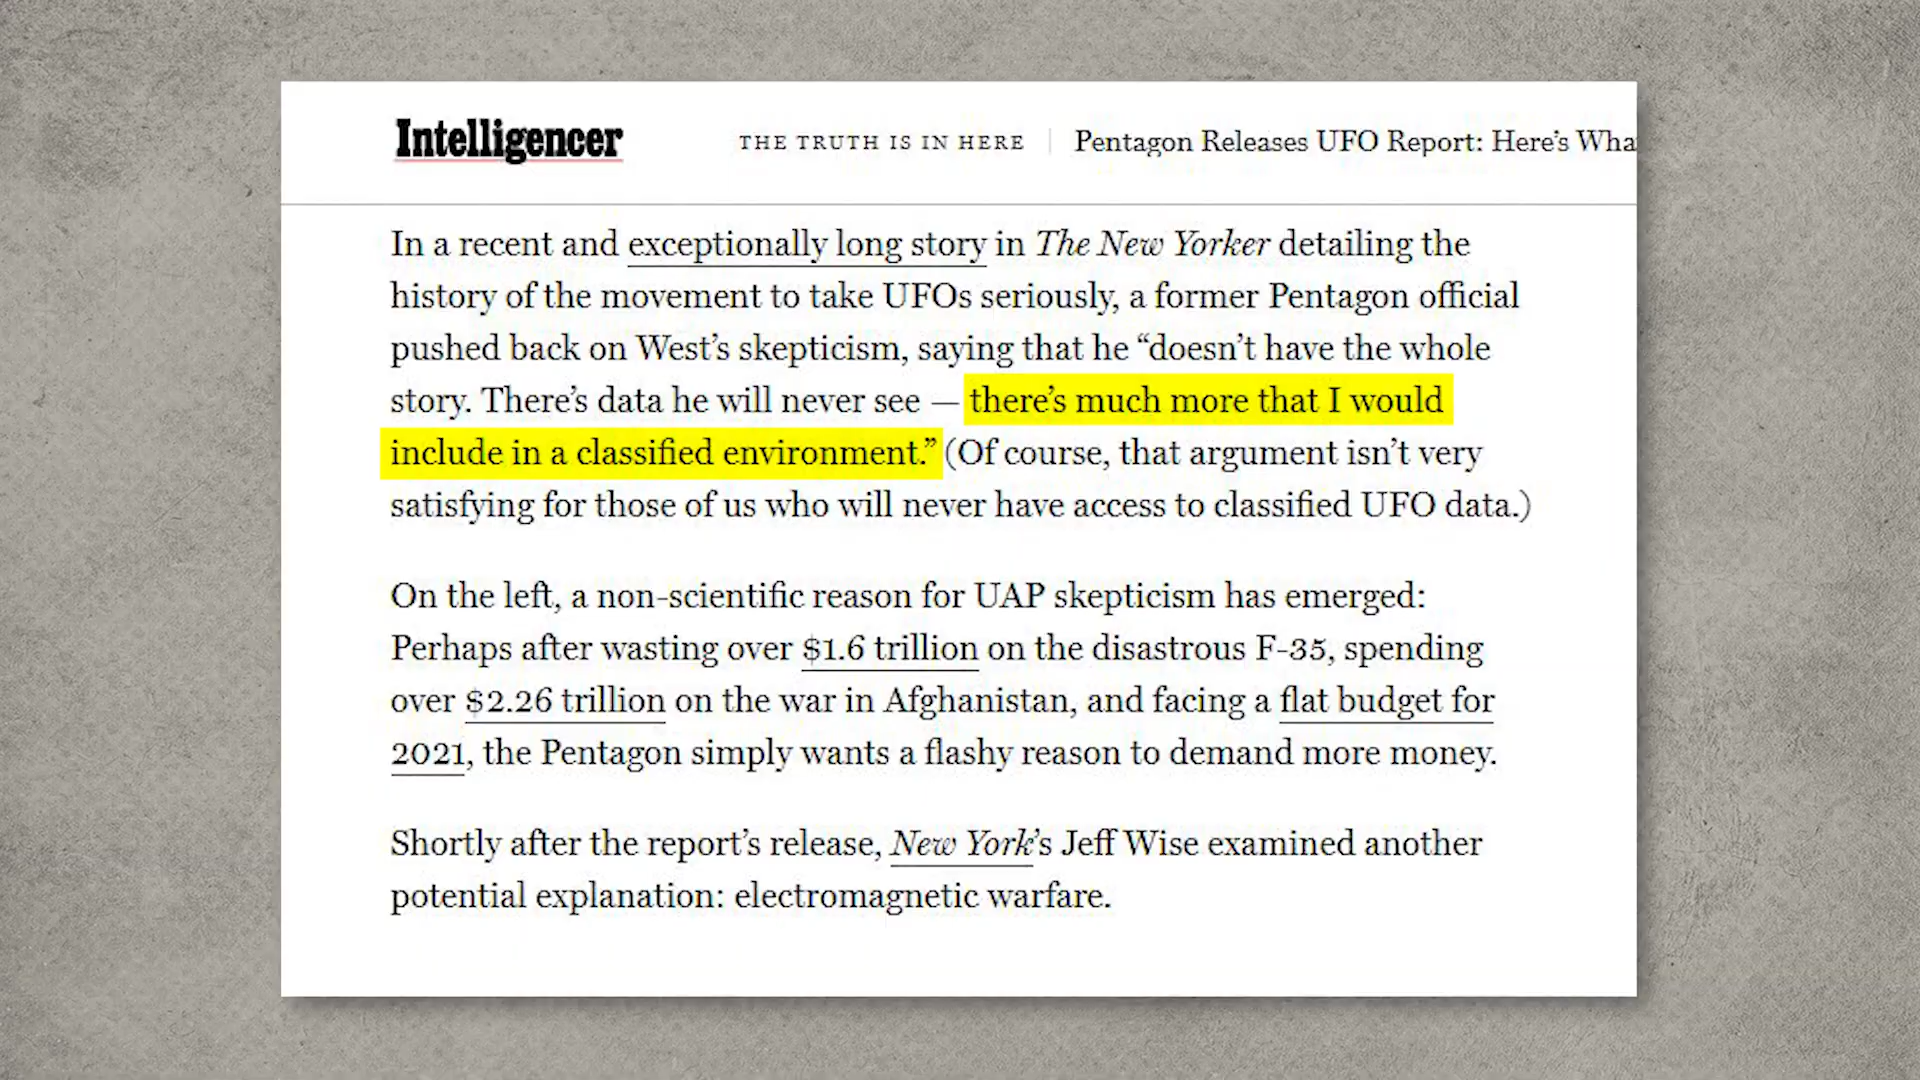 Intelligencer THE TRUTH IS IN HERE Pentagon Releases UFO Report: Here’s Wha
In a recent and exceptionally long story in The New Yorker detailing the
history of the movement to take UFOs seriously, a former Pentagon official
pushed back on West’s skepticism, saying that he “doesn’t have the whole
story. There’s data he will never see — there’s much more that I would
include in a classified environment.” (Of course, that argument isn’t very
satisfying for those of us who will never have access to classified UFO data.)
On the left, a non-scientific reason for UAP skepticism has emerged:
Perhaps after wasting over $1.6 trillion on the disastrous F-35, spending
over $2.26 trillion on the war in Afghanistan, and facing a flat budget for
2021, the Pentagon simply wants a flashy reason to demand more money.
Shortly after the report’s release, New York’s Jeff Wise examined another
potential explanation: electromagnetic warfare.